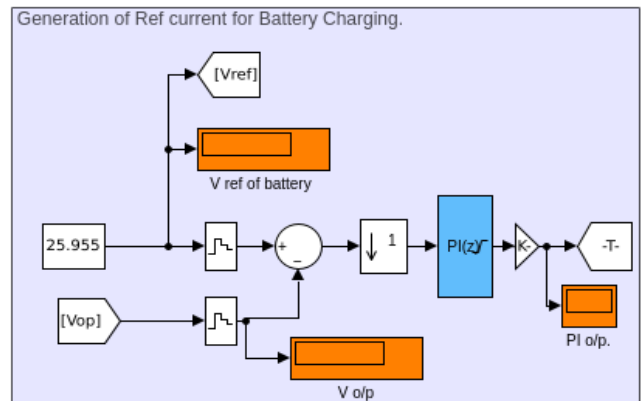 Generation of Ref current for Battery Charging.
[Vref]
V ref of battery
25.955
+
−
1
PI(z)
K-
-T-
[Vop]
PI o/p.
V o/p